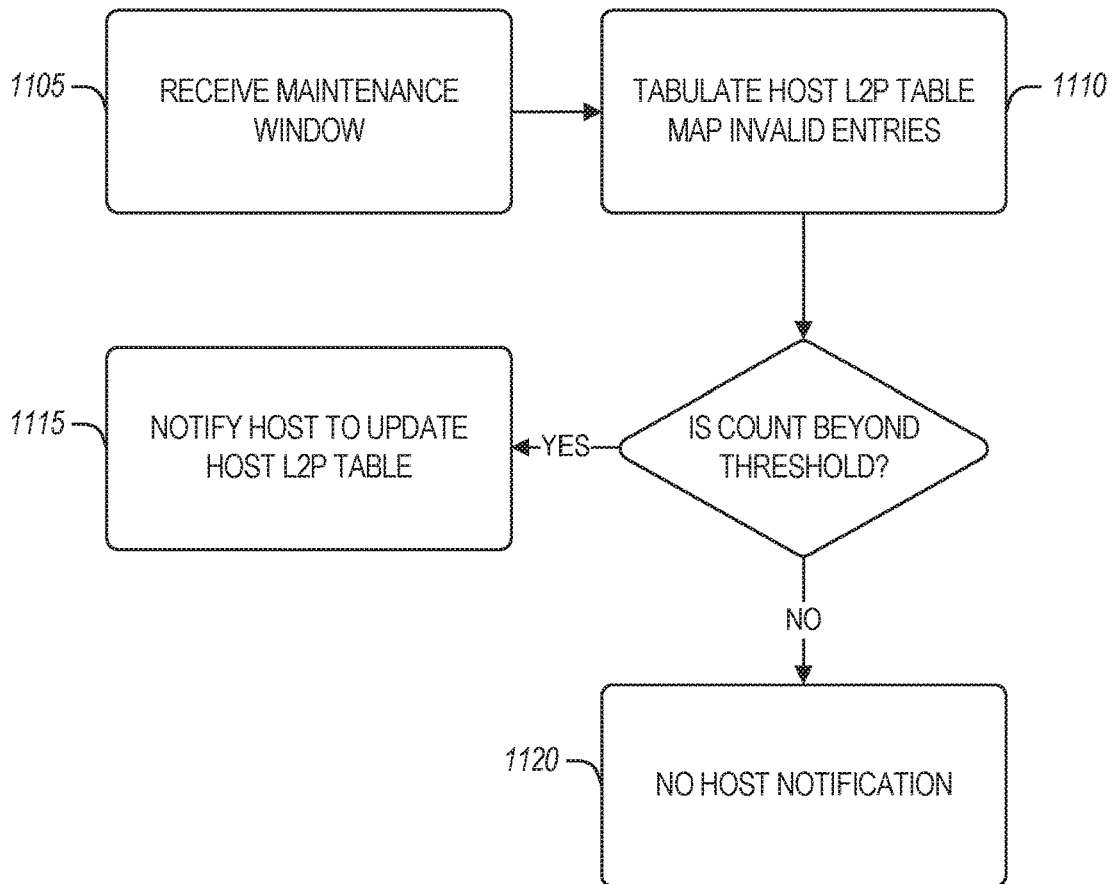 1105
RECEIVE MAINTENANCE
WINDOW
TABULATE HOST L2P TABLE
MAP INVALID ENTRIES
1110
1115
NOTIFY HOST TO UPDATE
HOST L2P TABLE
YES
IS COUNT BEYOND
THRESHOLD?
NO
1120
NO HOST NOTIFICATION